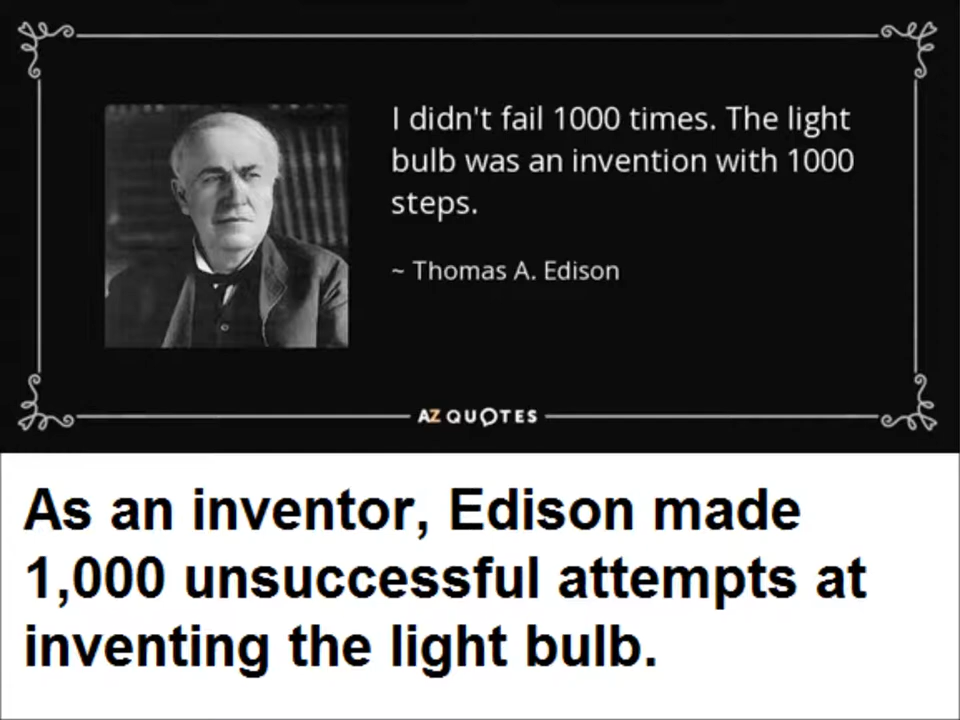 I didn't fail 1000 times. The light
bulb was an invention with 1000
steps.
~ Thomas A. Edison
AZ QUOTES
As an inventor, Edison made
1,000 unsuccessful attempts at
inventing the light bulb.